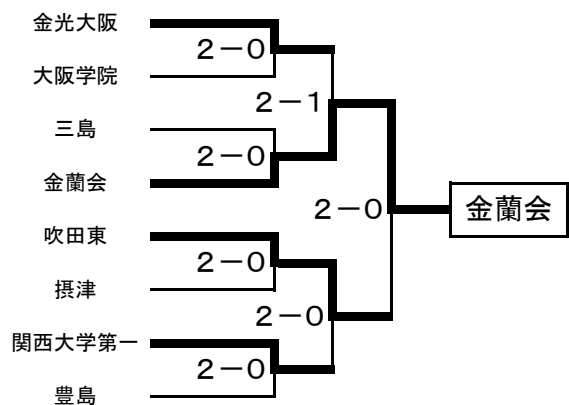 金光大阪
2－0
大阪学院
2－1
三島
2－0
金蘭会
2－0
金蘭会
吹田東
2－0
摂津
2－0
関西大学第一
2－0
豊島